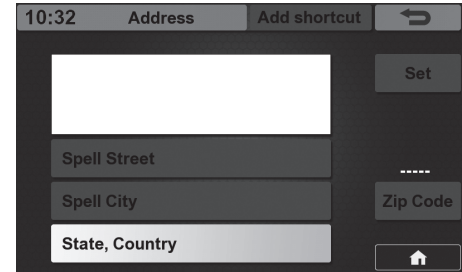 10:32 Address Add shortcut
Set
Spell Street
-----
Spell City Zip Code
State, Country